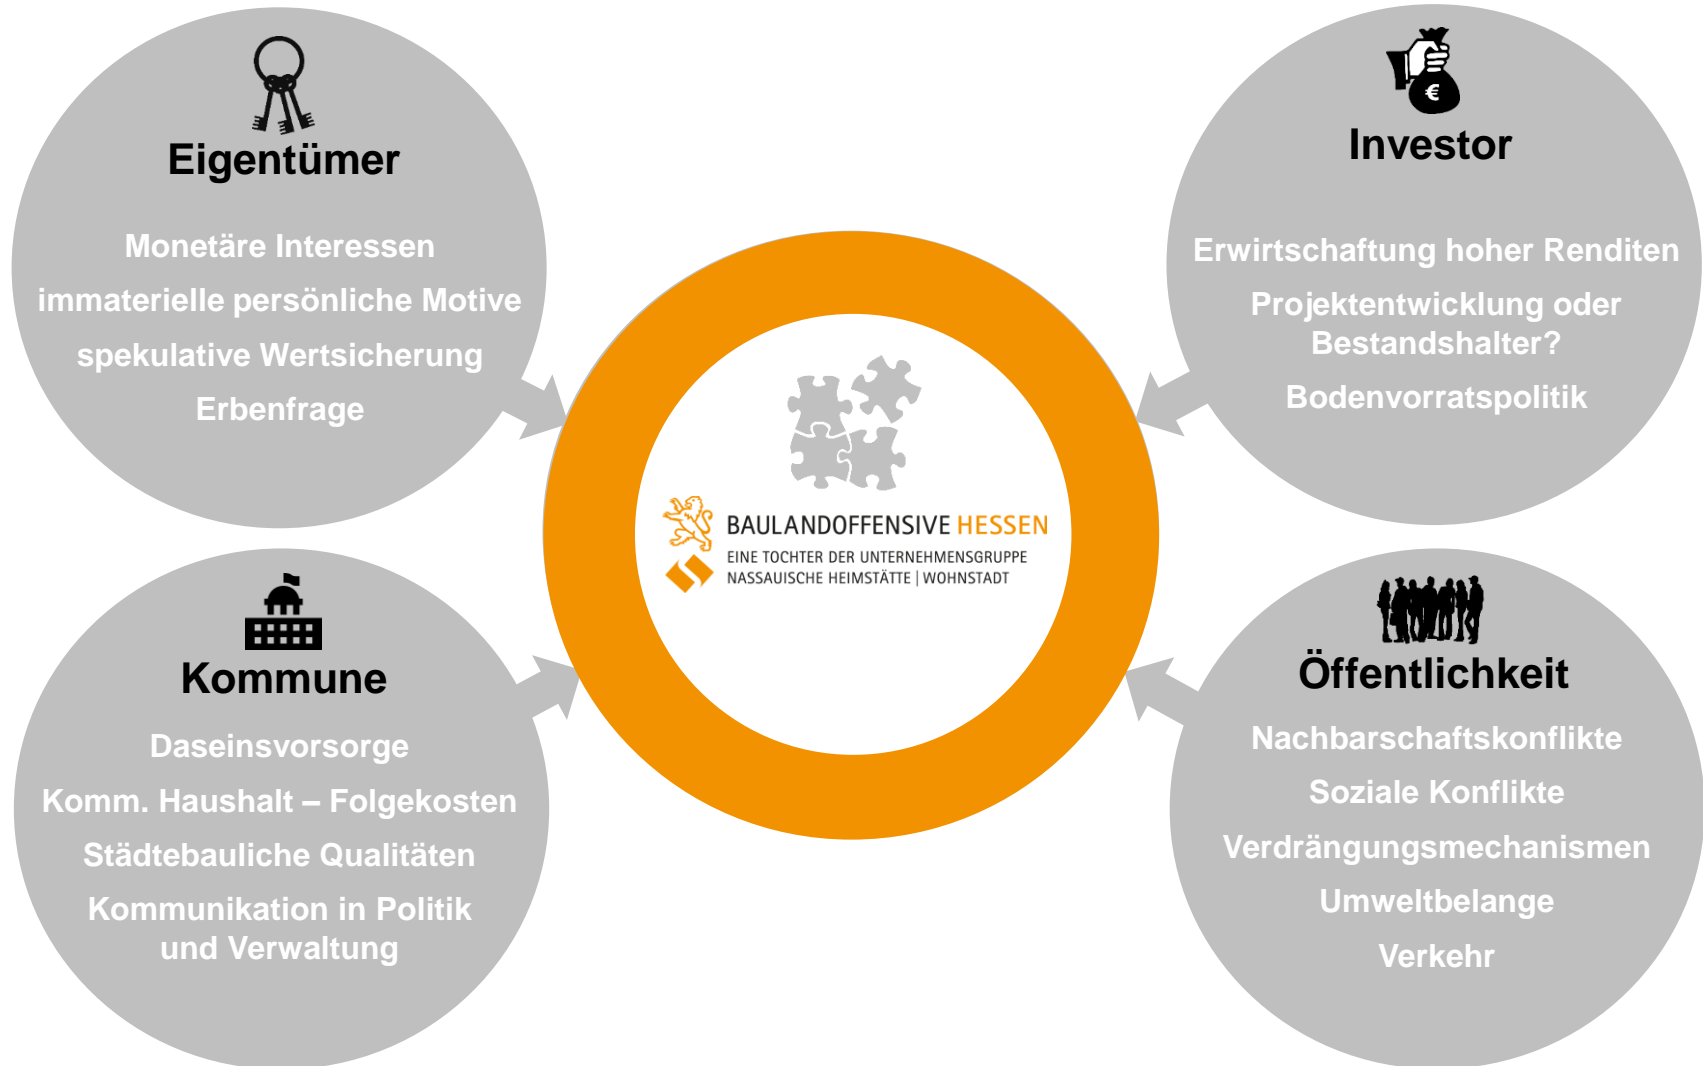 Eigentümer
Monetäre Interessen
immaterielle persönliche Motive
spekulative Wertsicherung
Erbenfrage
€
Investor
Erwirtschaftung hoher Renditen
Projektentwicklung oder
Bestandshalter?
Bodenvorratspolitik
BAULANDOFFENSIVE HESSEN
EINE TOCHTER DER UNTERNEHMENSGRUPPE
NASSAUISCHE HEIMSTÄTTE | WOHNSTADT
Kommune
Daseinsvorsorge
Komm. Haushalt – Folgekosten
Städtebauliche Qualitäten
Kommunikation in Politik
und Verwaltung
Öffentlichkeit
Nachbarschaftskonflikte
Soziale Konflikte
Verdrängungsmechanismen
Umweltbelange
Verkehr